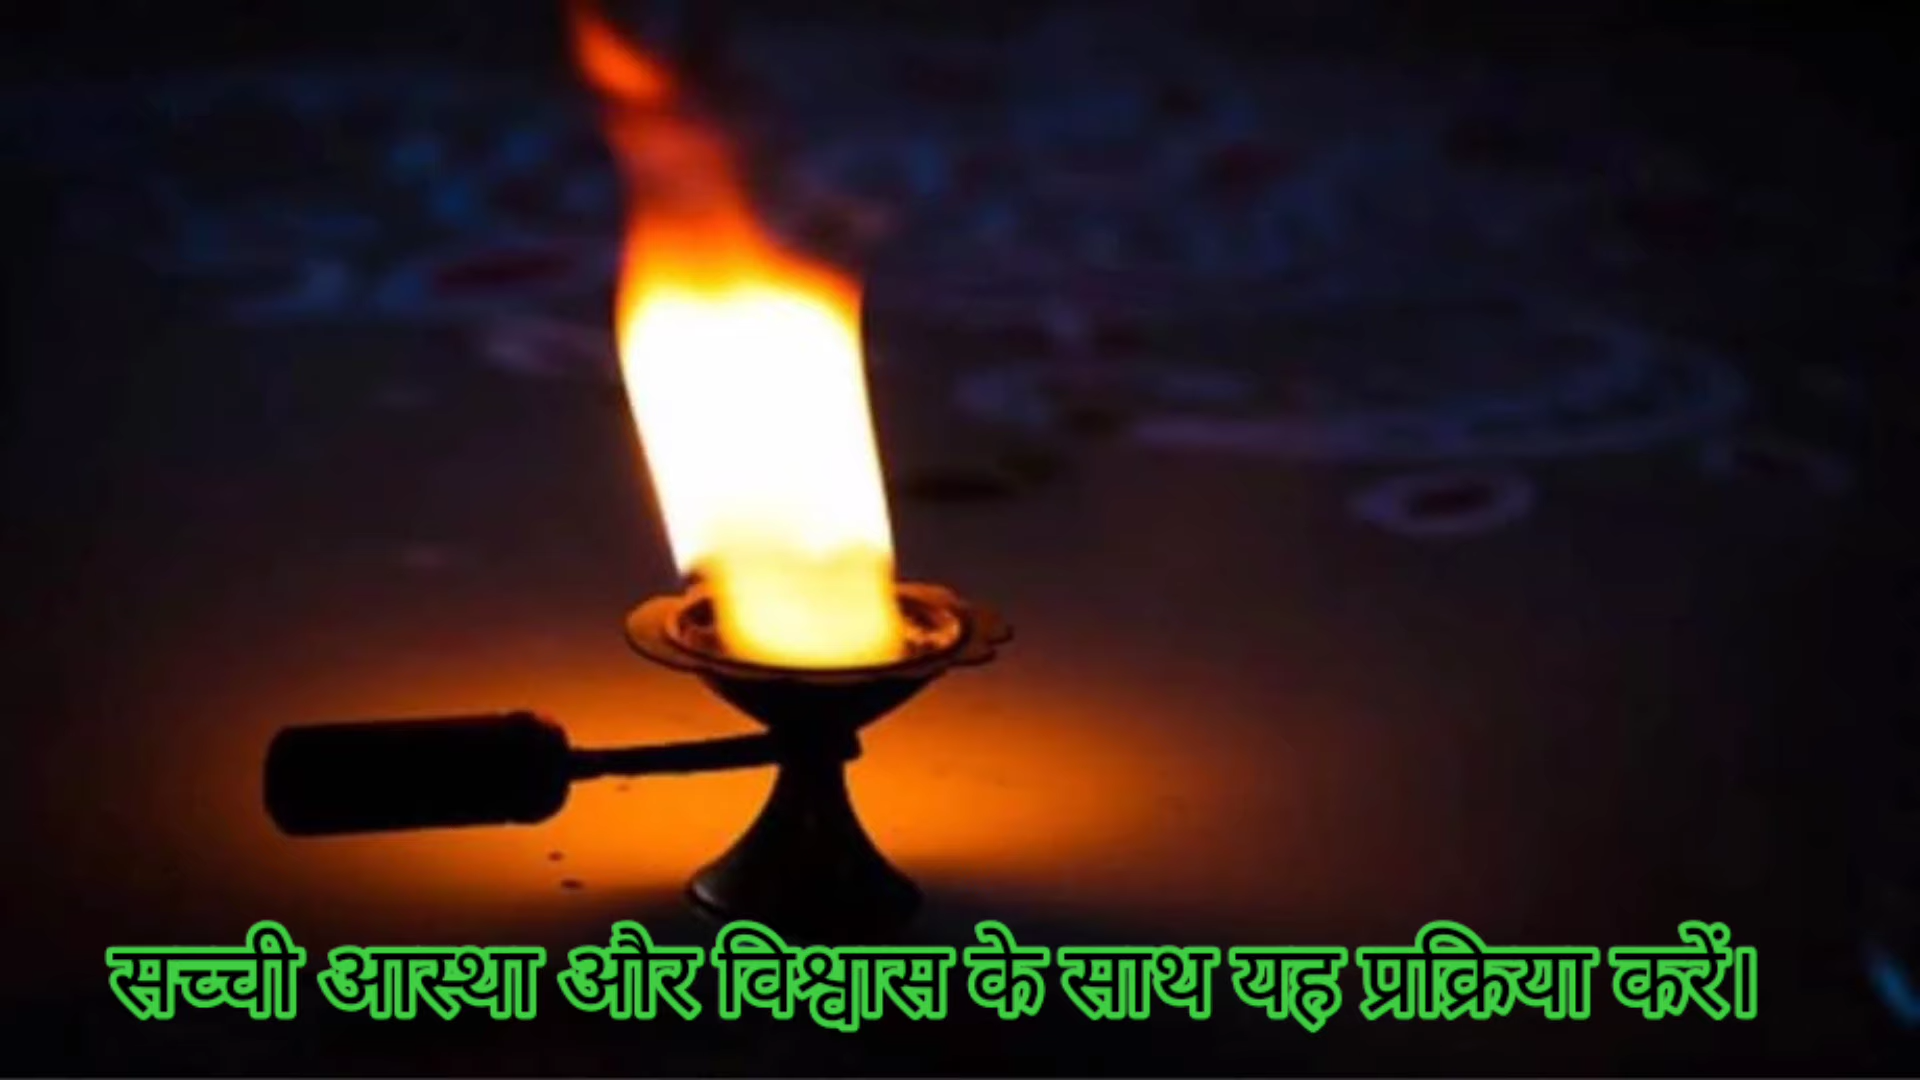 सच्ची आस्था और विश्वास के साथ यह प्रक्रिया करें।